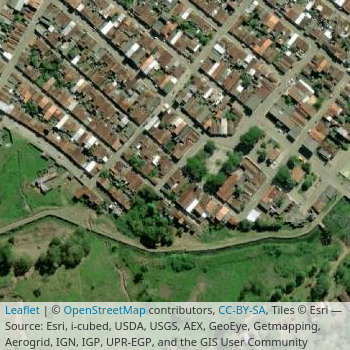 Leaflet | © OpenStreetMap contributors, CC-BY-SA, Tiles © Esri —
Source: Esri, i-cubed, USDA, USGS, AEX, GeoEye, Getmapping,
Aerogrid, IGN, IGP, UPR-EGP, and the GIS User Community